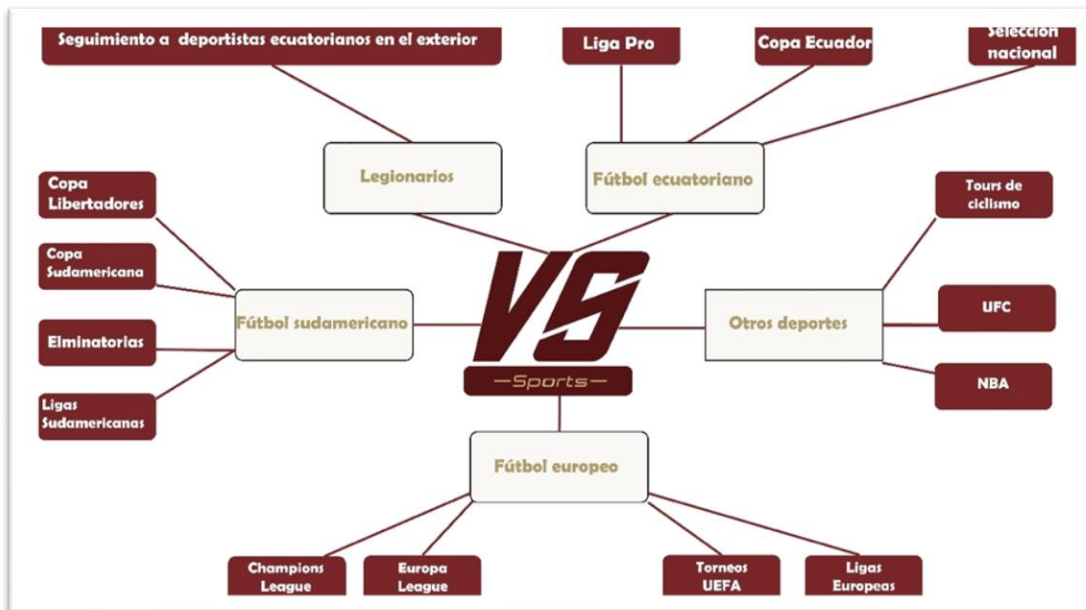 Seguimiento a deportistas ecuatorianos en el exterior
Liga Pro
Copa Ecuador
Selección
nacional
Legionarios
Fútbol ecuatoriano
Copa
Libertadores
Copa
Sudamericana
Elminatorias
Ligas
Sudamericanas
Fútbol sudamericano
VS
—Sports—
Otros deportes
Tours de
ciclismo
UFC
NBA
Fútbol europeo
Champions
League
Europa
League
Torneos
UEFA
Ligas
Europeas